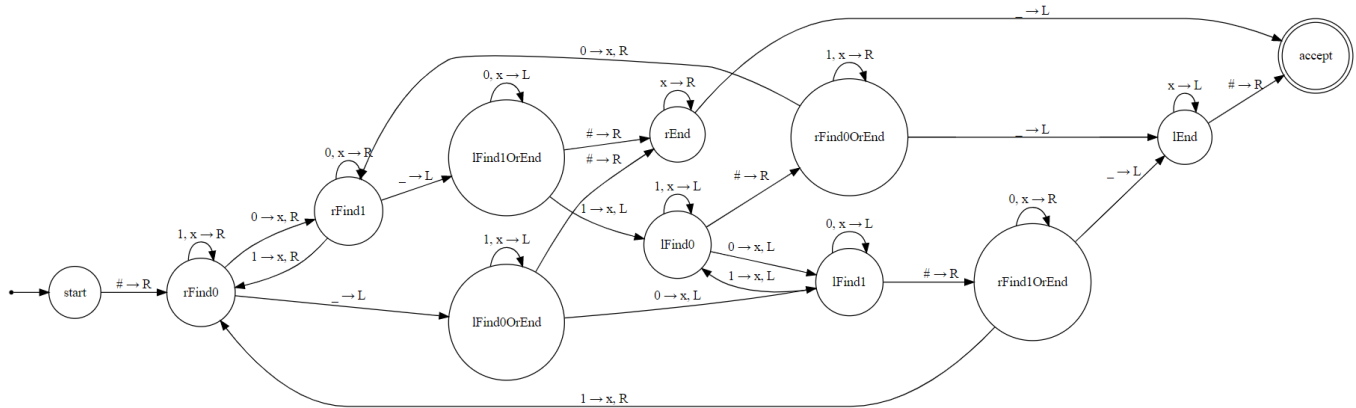 _ → L
0 → x, R
accept
0, x → L
x → R
1, x → R
x → L
# → R
rEnd
# → R
rFind0OrEnd
_ → L
lEnd
lFind1OrEnd
# → R
0, x → R
_ → L
1, x → L
# → R
_ → L
0, x → R
rFind1
1 → x, L
1, x → R
0 → x, R
1, x → L
lFind0
0 → x, L
0, x → L
1 → x, R
1 → x, L
start
# → R
rFind0
_ → L
lFind0OrEnd
0 → x, L
lFind1
# → R
rFind1OrEnd
1 → x, R